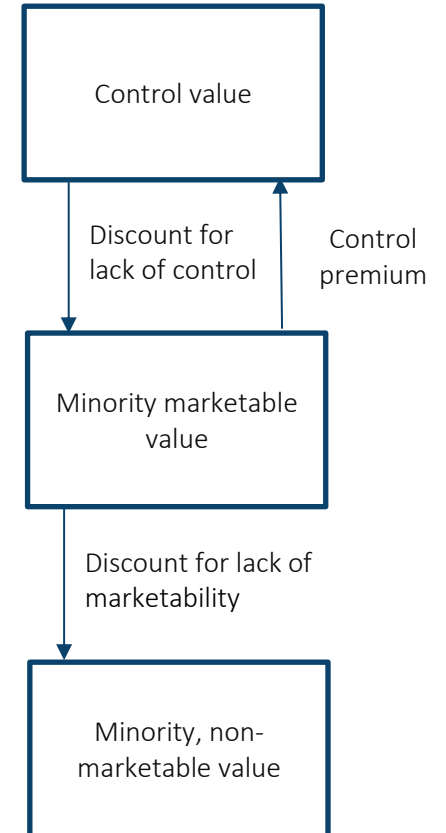 Control value
Discount for
lack of control
Control
premium
Minority marketable
value
Discount for lack of
marketability
Minority, non-
marketable value